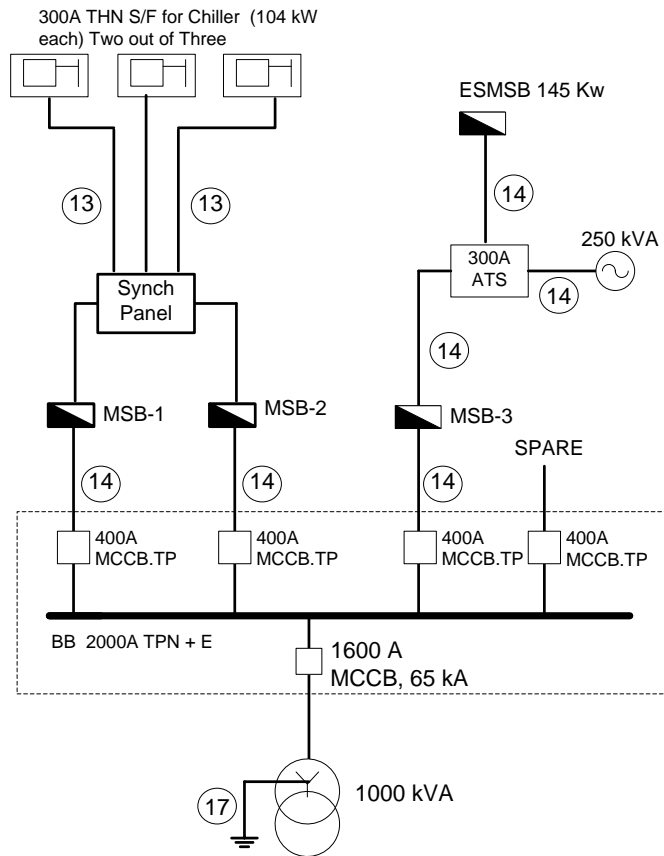 300A THN S/F for Chiller (104 kW
each) Two out of Three
ESMSB 145 Kw
13
13
14
250 kVA
300A
ATS
14
Synch
Panel
14
MSB-1
MSB-2
MSB-3
SPARE
14
14
14
400A
MCCB.TP
400A
MCCB.TP
400A
MCCB.TP
400A
MCCB.TP
BB 2000A TPN + E
1600 A
MCCB, 65 kA
17
1000 kVA